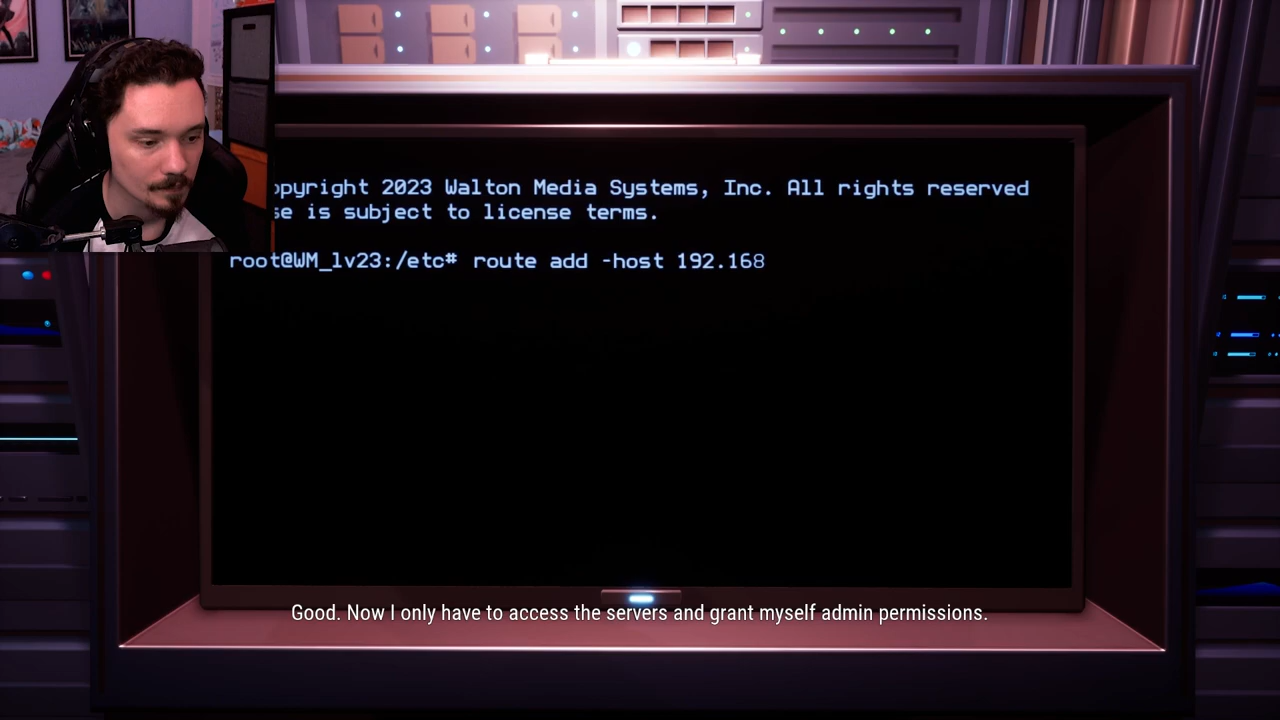 opyright 2023 Walton Media Systems, Inc. All rights reserved
se is subject to license terms.
root@WM_lv23:/etc# route add -host 192.168
Good. Now I only have to access the servers and grant myself admin permissions.